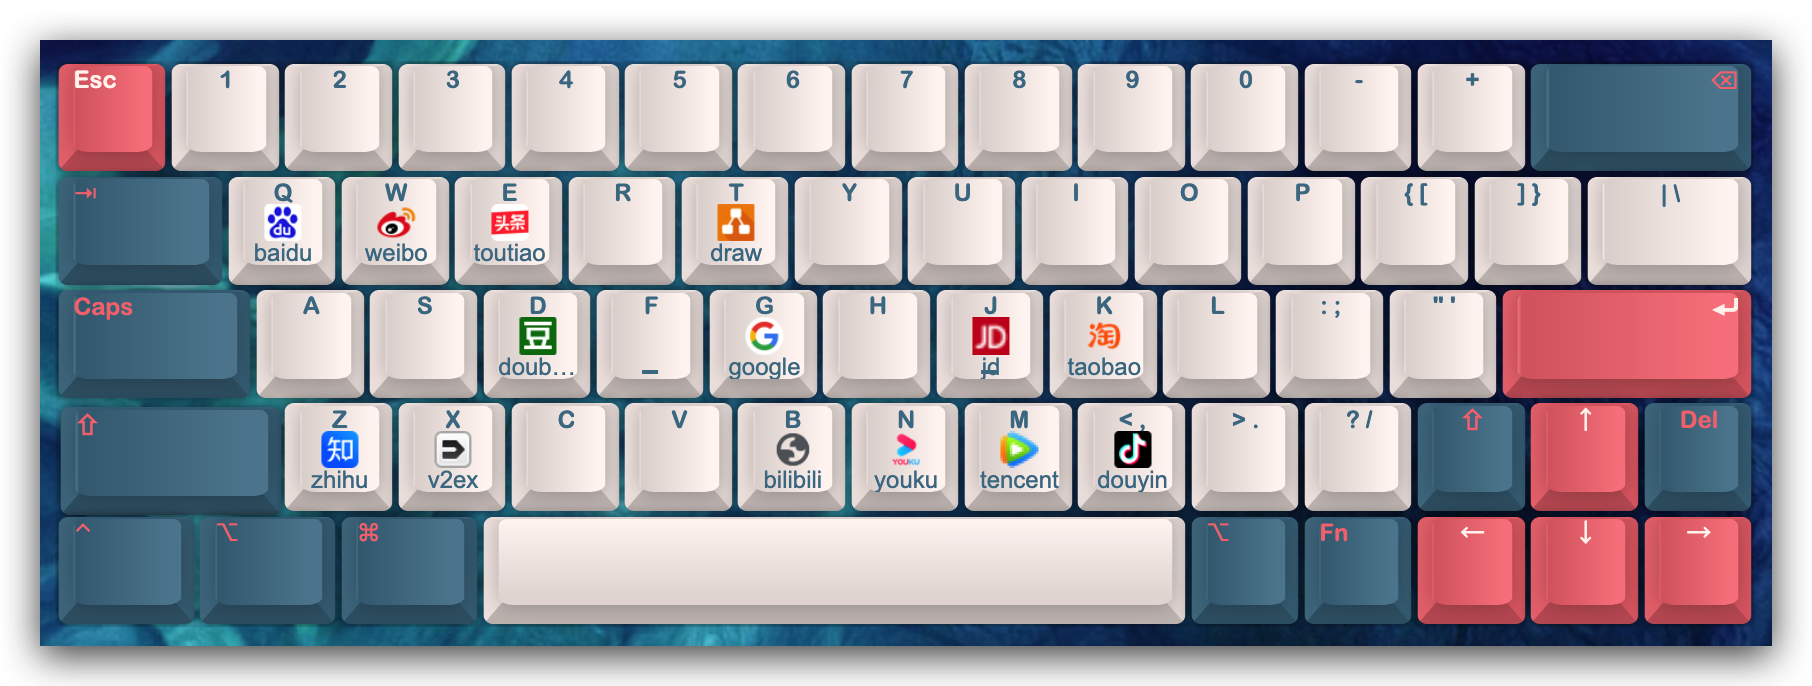 Esc 1 2 3 4 5 6 7 8 9 0 - + ⌫
⇥ Q W E R T Y U I O P { [ ] } | \
du 头条
baidu weibo toutiao draw
Caps A S D F G H J K L : ; " ' ↵
豆 G JD 淘
doub... google jd taobao
⇧ Z X C V B N M < , > . ? / ⇧ ↑ Del
知 YOUKU
zhihu v2ex bilibili youku tencent douyin
^ ⌥ ⌘ ⌥ Fn ← ↓ →